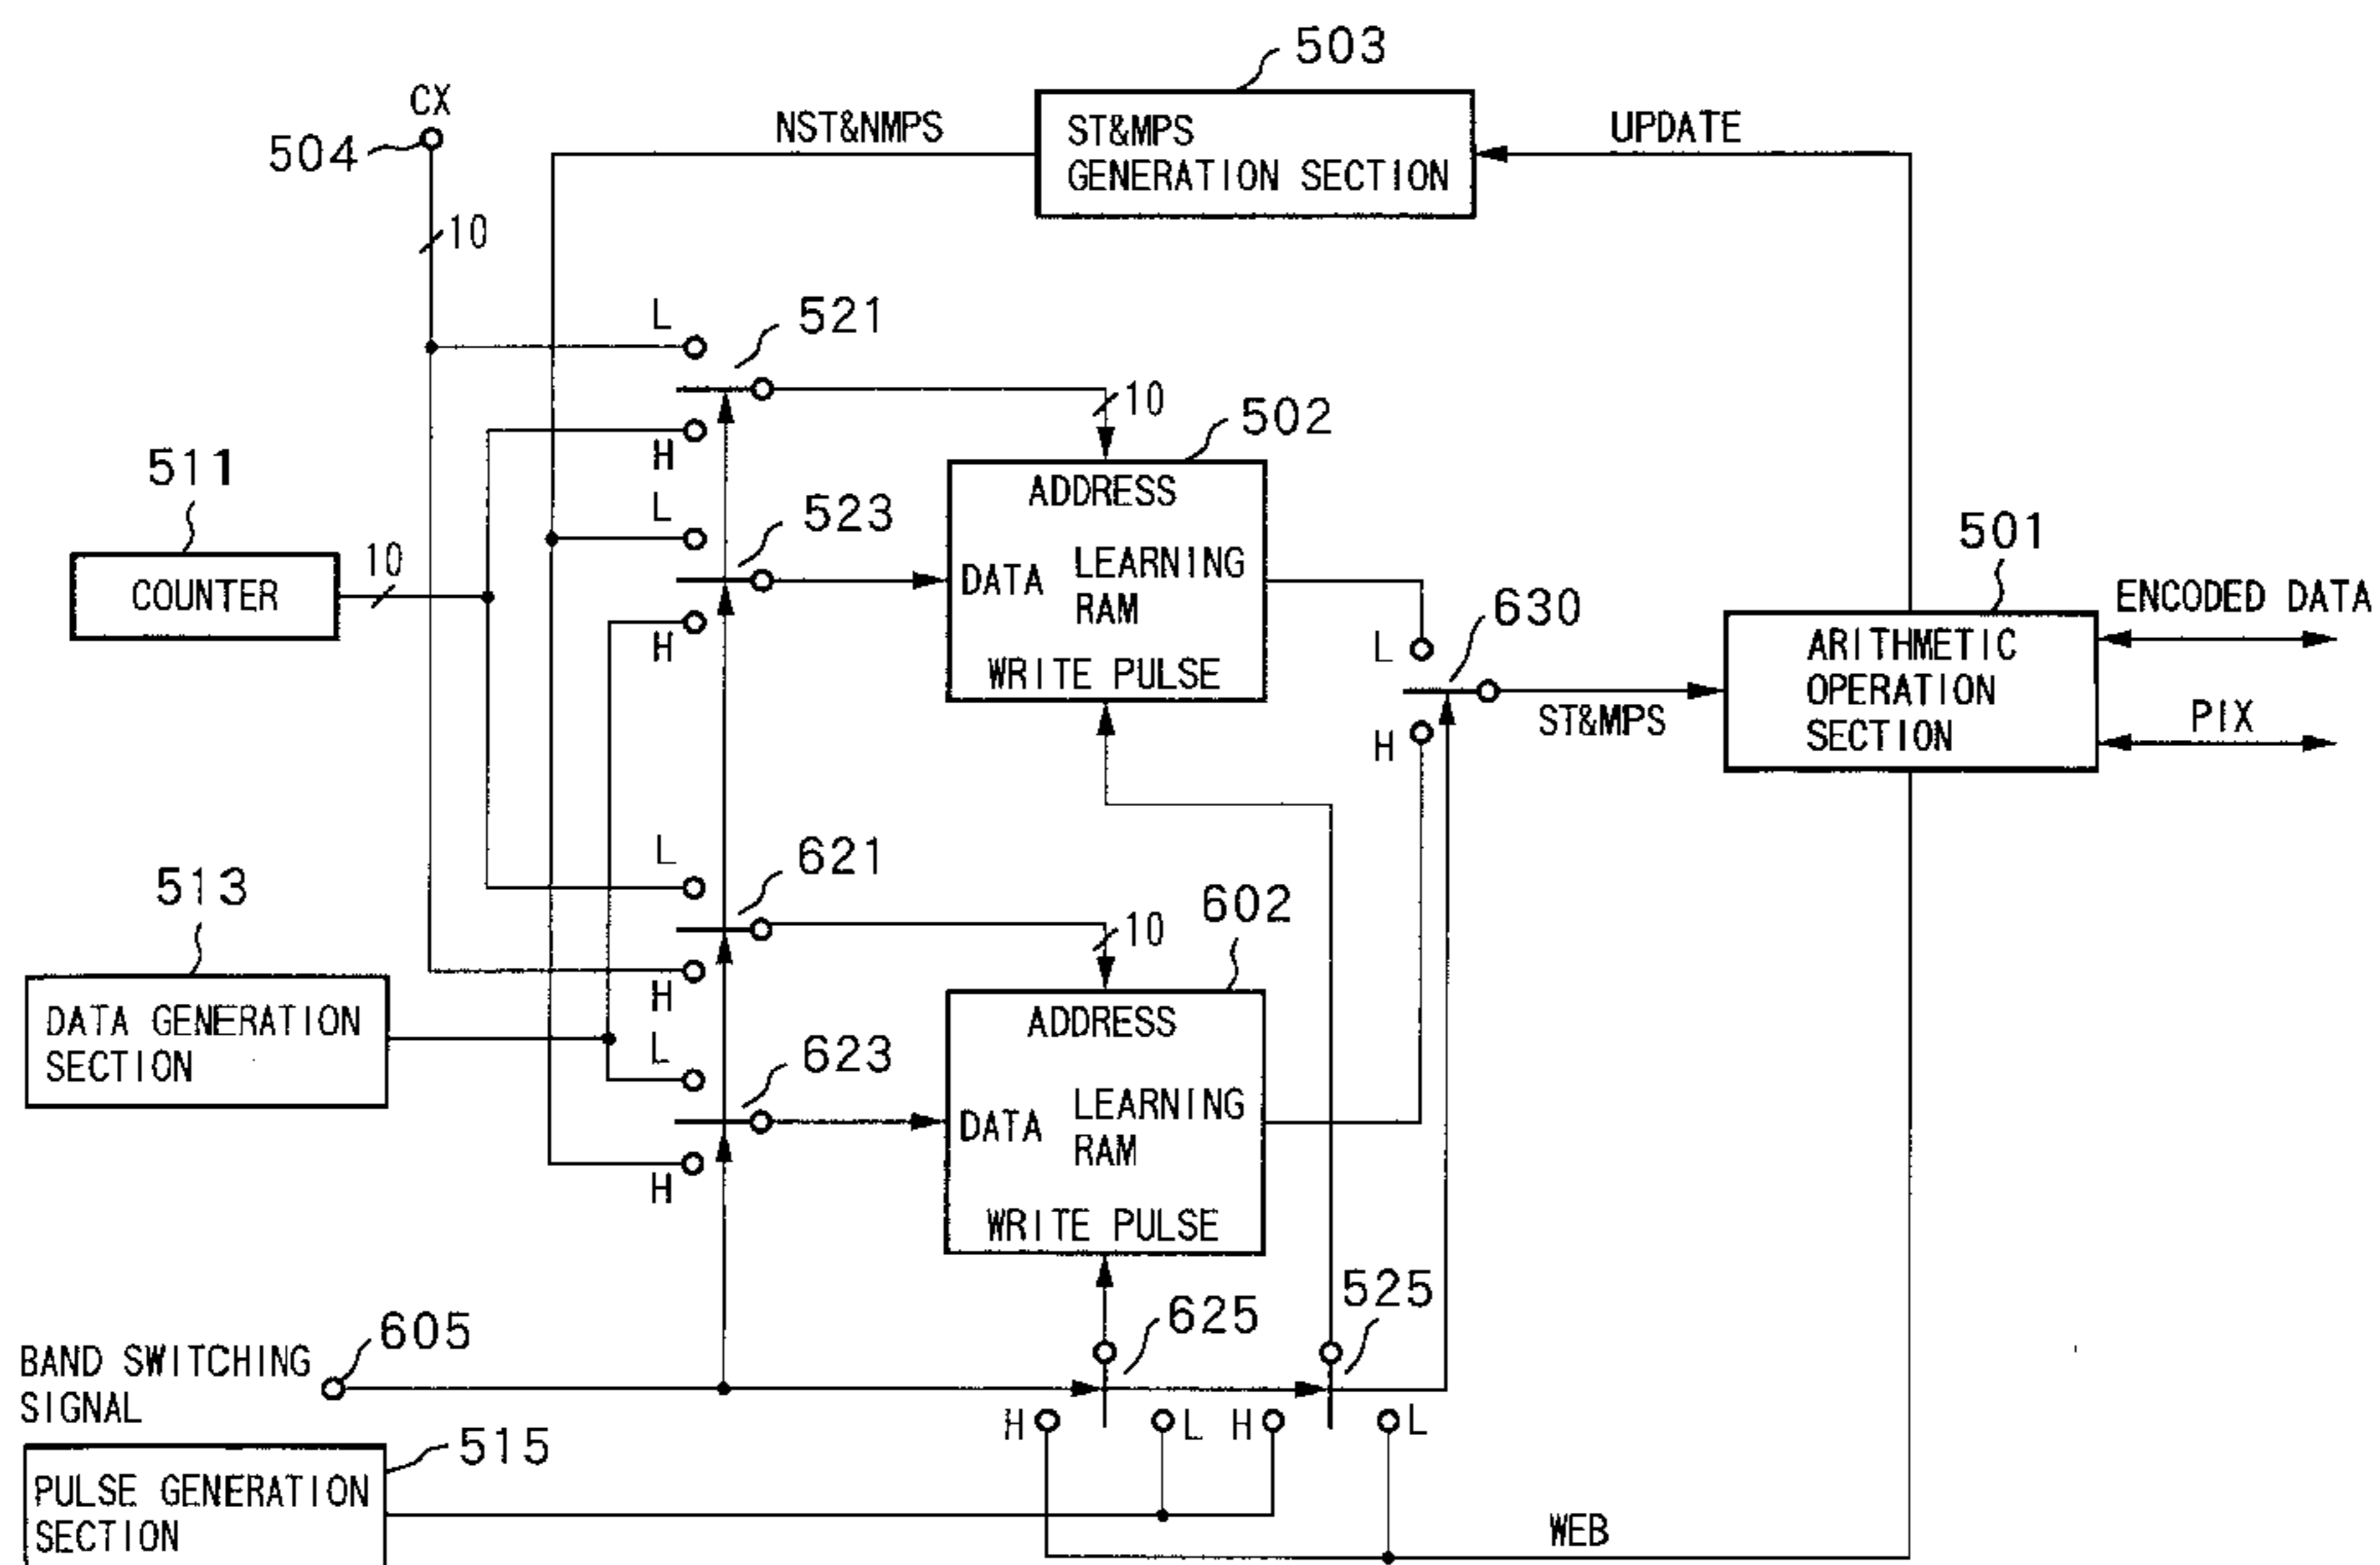 503
CX
NST&NMPS
ST&MPS
GENERATION SECTION
UPDATE
504
10
L
521
10
502
H
511
L
523
ADDRESS
501
COUNTER
10
DATA
LEARNING
RAM
630
ENCODED DATA
H
L
ARITHMETIC
OPERATION
SECTION
WRITE PULSE
ST&MPS
PIX
H
L
621
513
602
10
H
ADDRESS
DATA GENERATION
SECTION
L
623
DATA
LEARNING
RAM
H
WRITE PULSE
525
605
625
BAND SWITCHING
SIGNAL
H
L
H
L
515
PULSE GENERATION
SECTION
WEB